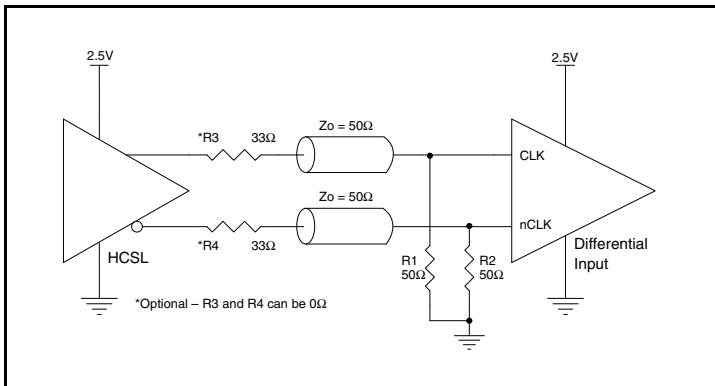 2.5V
2.5V
*R3
33Ω
Zo = 50Ω
CLK
Zo = 50Ω
nCLK
*R4
33Ω
HCSL
R1
50Ω
R2
50Ω
Differential
Input
*Optional – R3 and R4 can be 0Ω